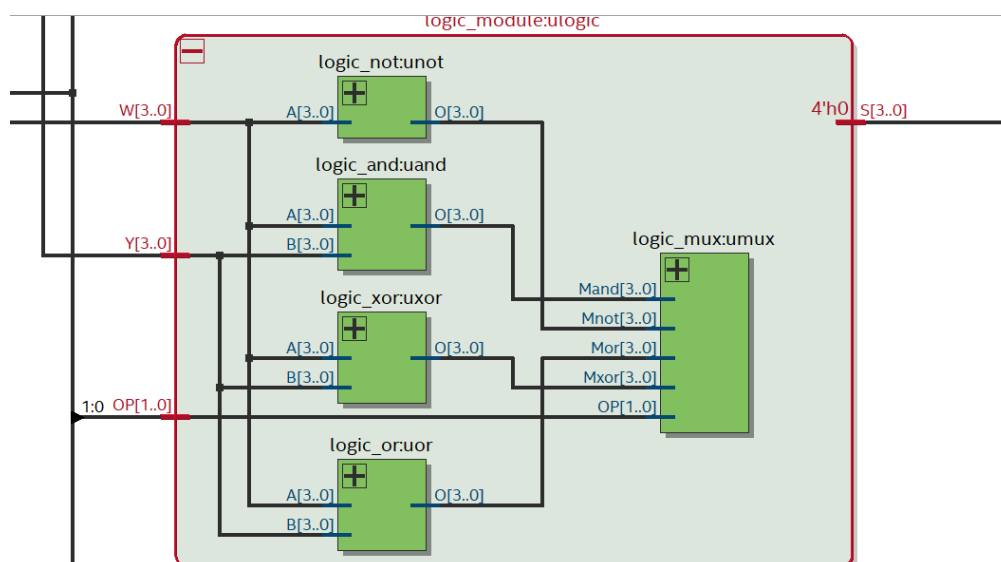 logic_module:ulogic
logic_not:unot
W[3..0]
A[3..0]
O[3..0]
4'h0
S[3..0]
logic_and:uand
A[3..0]
O[3..0]
Y[3..0]
B[3..0]
logic_mux:umux
Mand[3..0]
logic_xor:uxor
Mnot[3..0]
A[3..0]
O[3..0]
Mor[3..0]
B[3..0]
Mxor[3..0]
1:0
OP[1..0]
OP[1..0]
logic_or:uor
A[3..0]
O[3..0]
B[3..0]